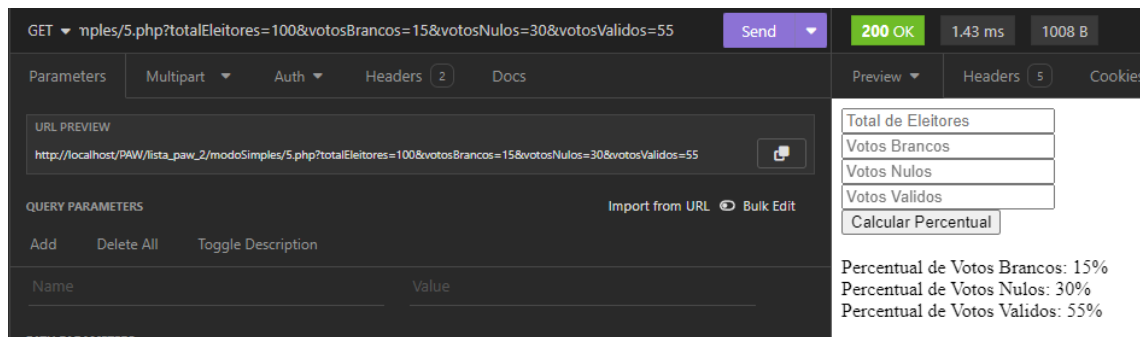 GET mples/5.php?totalEleitores=100&votosBrancos=15&votosNulos=30&votosValidos=55 Send
Parameters Multipart Auth Headers 2 Docs
URL PREVIEW
http://localhost/PAW/lista_paw_2/modoSimples/5.php?totalEleitores=100&votosBrancos=15&votosNulos=30&votosValidos=55
QUERY PARAMETERS Import from URL Bulk Edit
Add Delete All Toggle Description
Name Value
PATH PARAMETERS
200 OK 1.43 ms 1008 B
Preview Headers 5 Cookies
Total de Eleitores
Votos Brancos
Votos Nulos
Votos Validos
Calcular Percentual
Percentual de Votos Brancos: 15%
Percentual de Votos Nulos: 30%
Percentual de Votos Validos: 55%